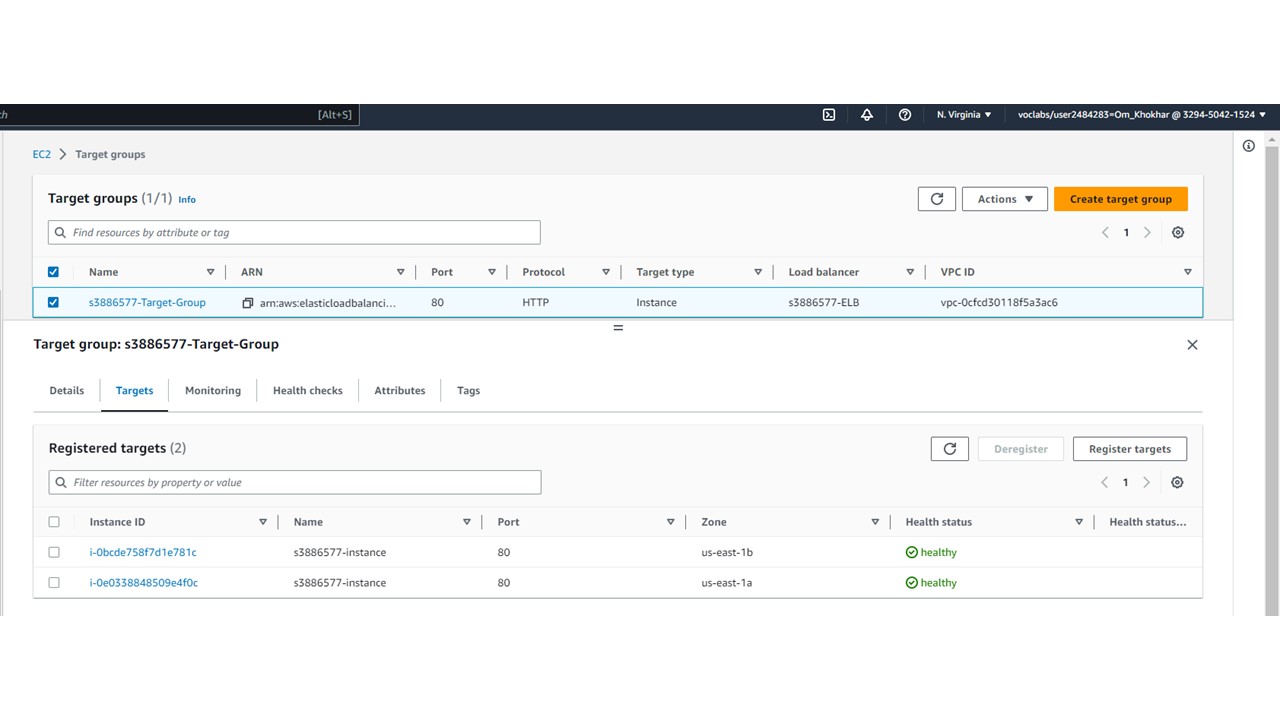 ch [Alt+S] N. Virginia voclabs/user2484283=Om_Khokhar @ 3294-5042-1524
EC2 Target groups
Target groups (1/1) Info Actions Create target group
Find resources by attribute or tag 1
Name ARN Port Protocol Target type Load balancer VPC ID
s3886577-Target-Group arn:aws:elasticloadbalanci... 80 HTTP Instance s3886577-ELB vpc-0cfcd30118f5a3ac6
Target group: s3886577-Target-Group
Details Targets Monitoring Health checks Attributes Tags
Registered targets (2) Deregister Register targets
Filter resources by property or value 1
Instance ID Name Port Zone Health status Health status...
i-0bcde758f7d1e781c s3886577-instance 80 us-east-1b healthy
i-0e0338848509e4f0c s3886577-instance 80 us-east-1a healthy